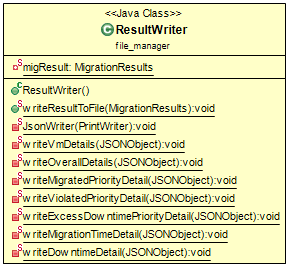 <<Java Class>>
ResultWriter
file_manager
migResult: MigrationResults
ResultWriter()
writeResultToFile(MigrationResults):void
JsonWriter(PrintWriter):void
writeVmDetails(JSONObject):void
writeOverallDetails(JSONObject):void
writeMigratedPriorityDetail(JSONObject):void
writeViolatedPriorityDetail(JSONObject):void
writeExcessDowntimePriorityDetail(JSONObject):void
writeMigrationTimeDetail(JSONObject):void
writeDowntimeDetail(JSONObject):void